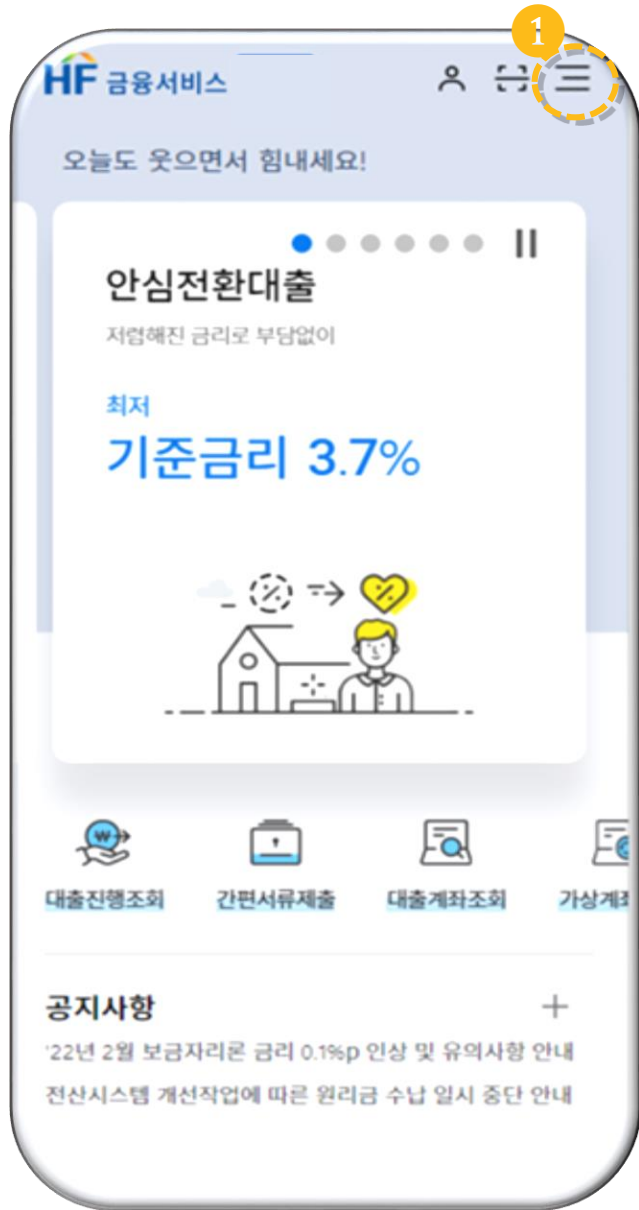 1
HF 금융서비스
오늘도 웃으면서 힘내세요!
안심전환대출
저렴해진 금리로 부담없이
최저
기준금리 3.7%
대출진행조회 간편서류제출 대출계좌조회 가상계좌
공지사항
'22년 2월 보금자리론 금리 0.1%p 인상 및 유의사항 안내
전산시스템 개선작업에 따른 원리금 수납 일시 중단 안내